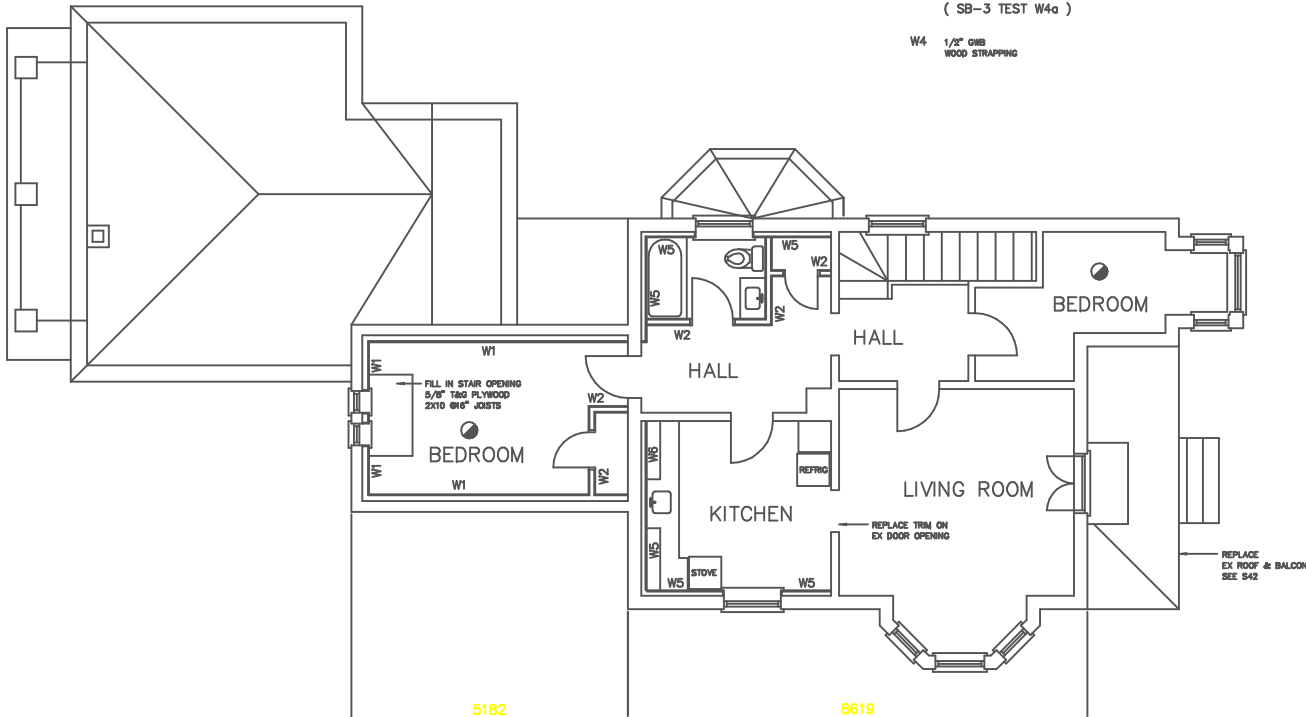 ( SB-3 TEST W4a )
W4 1/2" GWB
WOOD STRAPPING
W5
W5
W2
W5
W2
W2
BEDROOM
HALL
HALL
W1
W1
FILL IN STAIR OPENING
5/8" T&G PLYWOOD
2X10 @16" JOISTS
W2
BEDROOM
W1
W1
W2
W6
REFRIG
LIVING ROOM
KITCHEN
REPLACE TRIM ON
EX DOOR OPENING
W5
STOVE
W5
W5
REPLACE
EX ROOF & BALCON
SEE S42
5182
8619